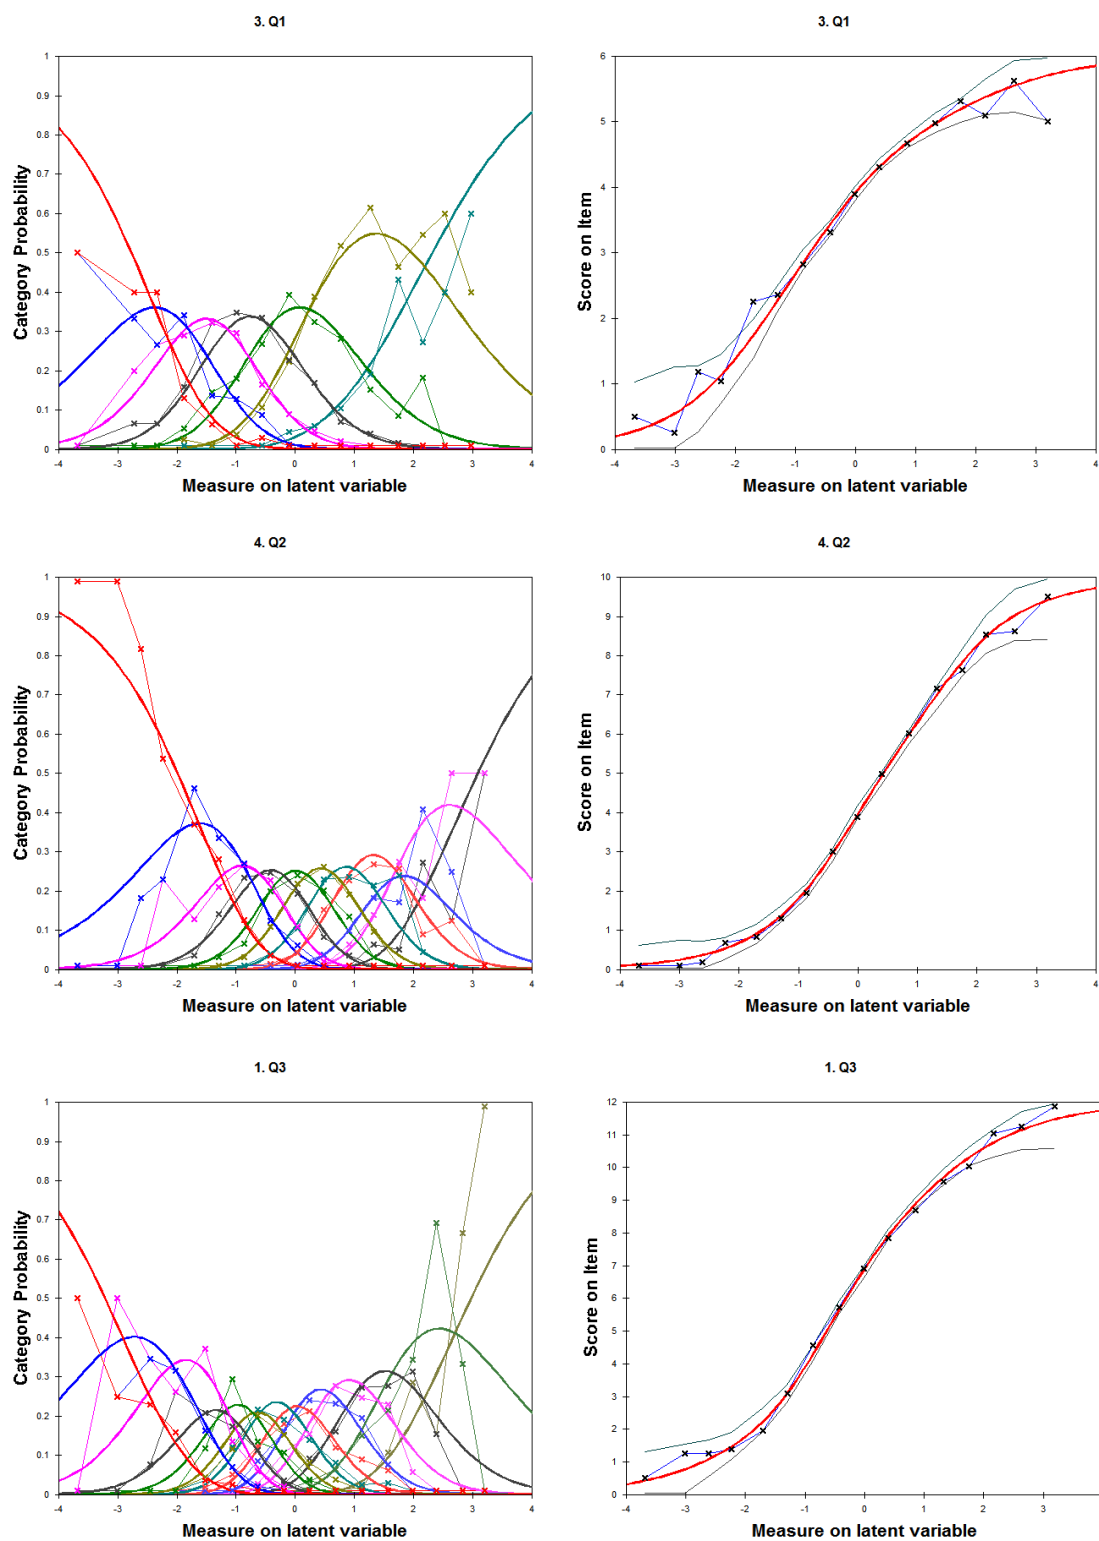 3. Q1
3. Q1
Category Probability
1
0.9
0.8
0.7
0.6
0.5
0.4
0.3
0.2
0.1
0
-4 -3 -2 -1 0 1 2 3 4
Measure on latent variable
Score on Item
6
5
4
3
2
1
0
-4 -3 -2 -1 0 1 2 3 4
Measure on latent variable
4. Q2
4. Q2
Category Probability
1
0.9
0.8
0.7
0.6
0.5
0.4
0.3
0.2
0.1
0
-4 -3 -2 -1 0 1 2 3 4
Measure on latent variable
Score on Item
10
9
8
7
6
5
4
3
2
1
0
-4 -3 -2 -1 0 1 2 3 4
Measure on latent variable
1. Q3
1. Q3
Category Probability
1
0.9
0.8
0.7
0.6
0.5
0.4
0.3
0.2
0.1
0
-4 -3 -2 -1 0 1 2 3 4
Measure on latent variable
Score on Item
12
11
10
9
8
7
6
5
4
3
2
1
0
-4 -3 -2 -1 0 1 2 3
Measure on latent variable